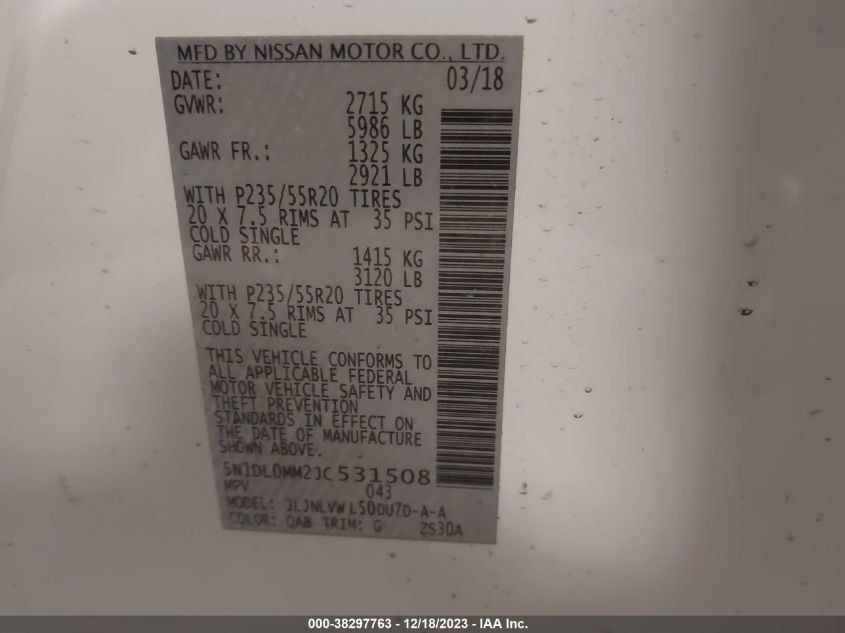 MFD BY NISSAN MOTOR CO., LTD.
DATE: 03/18
GVWR: 2715 KG
5986 LB
GAWR FR.: 1325 KG
2921 LB
WITH P235/55R20 TIRES
20 X 7.5 RIMS AT 35 PSI
COLD SINGLE
GAWR RR.: 1415 KG
3120 LB
WITH P235/55R20 TIRES
20 X 7.5 RIMS AT 35 PSI
COLD SINGLE
THIS VEHICLE CONFORMS TO
ALL APPLICABLE FEDERAL
MOTOR VEHICLE SAFETY AND
THEFT PREVENTION
STANDARDS IN EFFECT ON
THE DATE OF MANUFACTURE
SHOWN ABOVE.
5N1DL0MM2JC531508
MPV 043
MODEL: JLJNLVWL50DU7D-A-A
COLOR: QAB TRIM: G ZS30A
000-38297763 - 12/18/2023 - IAA Inc.